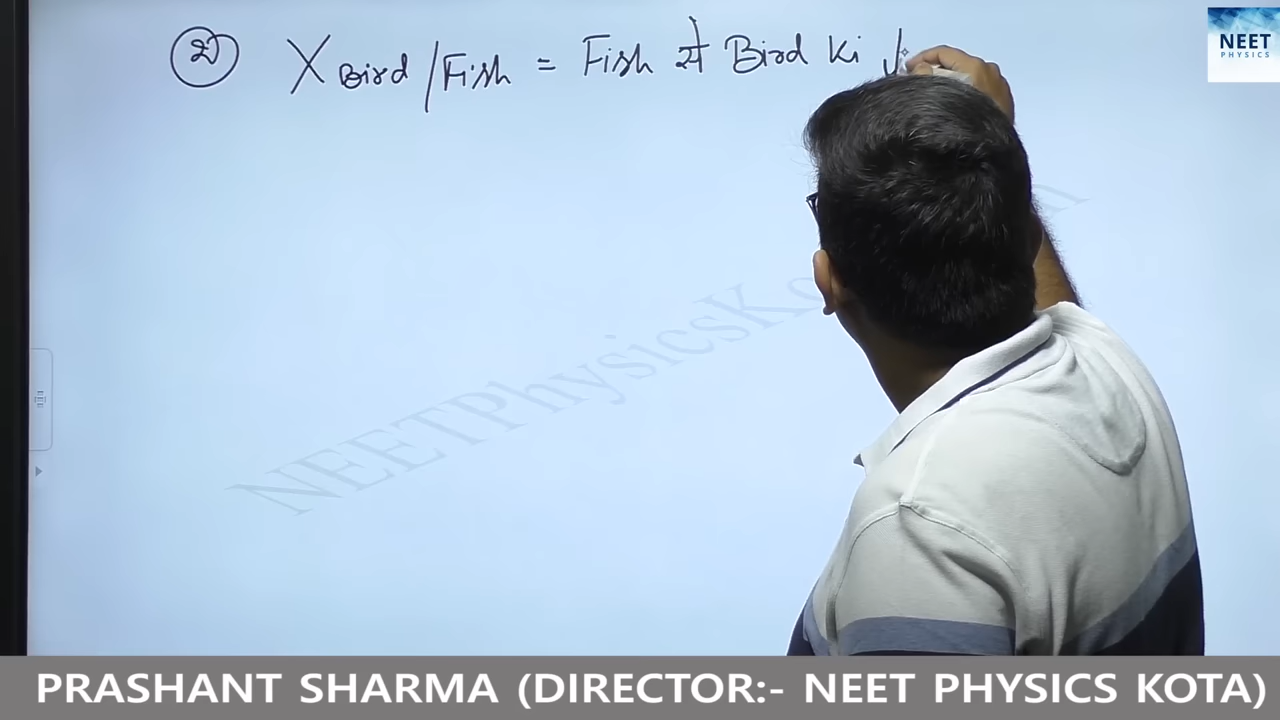 ② X Bird/Fish = Fish से Bird Ki
NEET
PHYSICS
NEETPhysicsKo
PRASHANT SHARMA (DIRECTOR:- NEET PHYSICS KOTA)